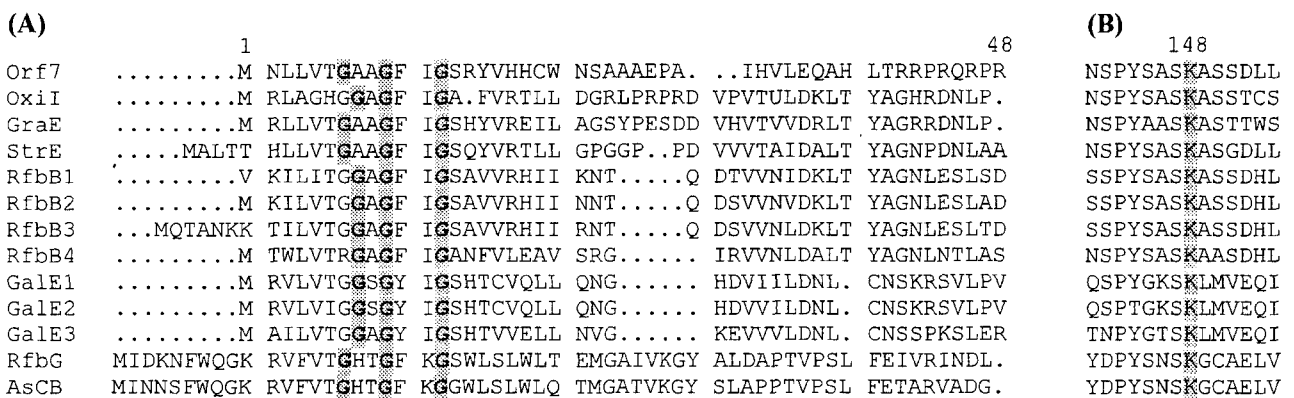 (A) (B)
1 48 148
Orf7 ..........M NLLVTGAAGF IGSRYVHHCW NSAAAEPA. ..IHVLEQAH LTRRPRQRPR NSPYSASKASSDLL
OxiI ..........M RLAGHGGAGF IGA.FVRTLL DGRLPRPRD VPVTULDKLT YAGHRDNLP. NSPYSASKASSTCS
GraE ..........M RLLVTGAAGF IGSHYVREIL AGSYPESDD VHVTVVDRLT YAGRRDNLP. NSPYAASKASTTWS
StrE .....MALTT HLLVTGAAGF IGSQYVRTLL GPGGP..PD VVVTAIDALT YAGNPDNLAA NSPYSASKASGDLL
RfbB1 .........V KILITGGAGF IGSAVVRHII KNT.....Q DTVVNIDKLT YAGNLESLSD SSPYSASKASSDHL
RfbB2 .........M KILVTGGAGF IGSAVVRHII NNT.....Q DSVVNVDKLT YAGNLESLAD SSPYSASKASSDHL
RfbB3 ...MQTANKK TILVTGGAGF IGSAVVRHII RNT.....Q DSVVNLDKLT YAGNLESLTD SSPYSASKASSDHL
RfbB4 .........M TWLVTRGAGF IGANFVLEAV SRG...... IRVVNLDALT YAGNLNTLAS NSPYSASKAASDHL
GalE1 .........M RVLVTGGSGY IGSHTCVQLL QNG...... HDVIILDNL. CNSKRSVLPV QSPYGKSKLMVEQI
GalE2 .........M RVLVIGGSGY IGSHTCVQLL QNG...... HDVVILDNL. CNSKRSVLPV QSPTGKSKLMVEQI
GalE3 .........M AILVTGGAGY IGSHTVVELL NVG...... KEVVVLDNL. CNSSPKSLER TNPYGTSKLMVEQI
RfbG MIDKNFWQGK RVFVTGHTGF KGSWLSLWLT EMGAIVKGY ALDAPTVPSL FEIVRINDL. YDPYSNSKGCAELV
AsCB MINNSFWQGK RVFVTGHTGF KGGWLSLWLQ TMGATVKGY SLAPPTVPSL FETARVADG. YDPYSNSKGCAELV